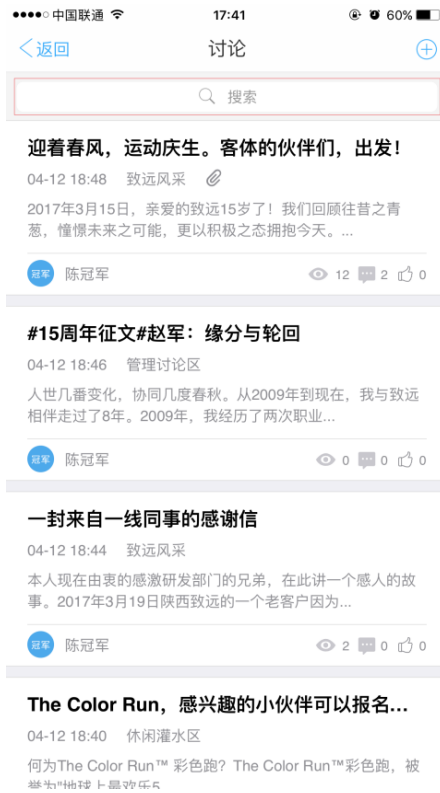 中国联通 17:41 60%
返回 讨论
搜索
迎着春风，运动庆生。客体的伙伴们，出发！
04-12 18:48 致远风采
2017年3月15日，亲爱的致远15岁了！我们回顾往昔之青
葱，憧憬未来之可能，更以积极之态拥抱今天。...
冠军 陈冠军 12 2 0
#15周年征文#赵军：缘分与轮回
04-12 18:46 管理讨论区
人世几番变化，协同几度春秋。从2009年到现在，我与致远
相伴走过了8年。2009年，我经历了两次职业...
冠军 陈冠军 0 0 0
一封来自一线同事的感谢信
04-12 18:44 致远风采
本人现在由衷的感激研发部门的兄弟，在此讲一个感人的故
事。2017年3月19日陕西致远的一个老客户因为...
冠军 陈冠军 2 0 0
The Color Run，感兴趣的小伙伴可以报名...
04-12 18:40 休闲灌水区
何为The Color Run™ 彩色跑？The Color Run™彩色跑，被
誉为"地球上最欢乐5